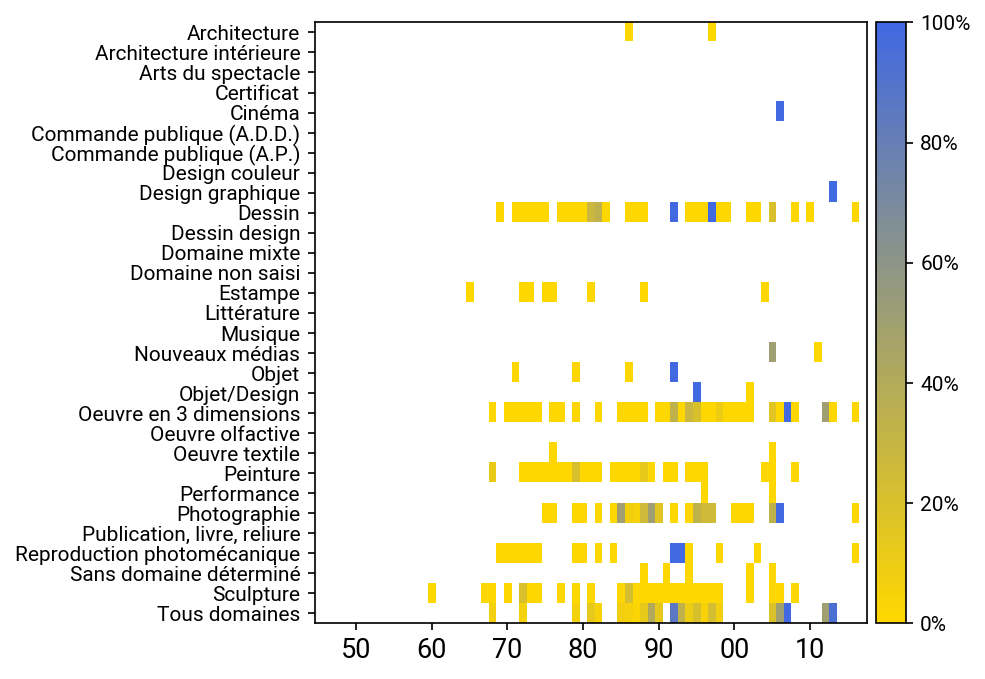 Architecture
Architecture intérieure
Arts du spectacle
Certificat
Cinéma
Commande publique (A.D.D.)
Commande publique (A.P.)
Design couleur
Design graphique
Dessin
Dessin design
Domaine mixte
Domaine non saisi
Estampe
Littérature
Musique
Nouveaux médias
Objet
Objet/Design
Oeuvre en 3 dimensions
Oeuvre olfactive
Oeuvre textile
Peinture
Performance
Photographie
Publication, livre, reliure
Reproduction photomécanique
Sans domaine déterminé
Sculpture
Tous domaines
50 60 70 80 90 00 10
100%
80%
60%
40%
20%
0%